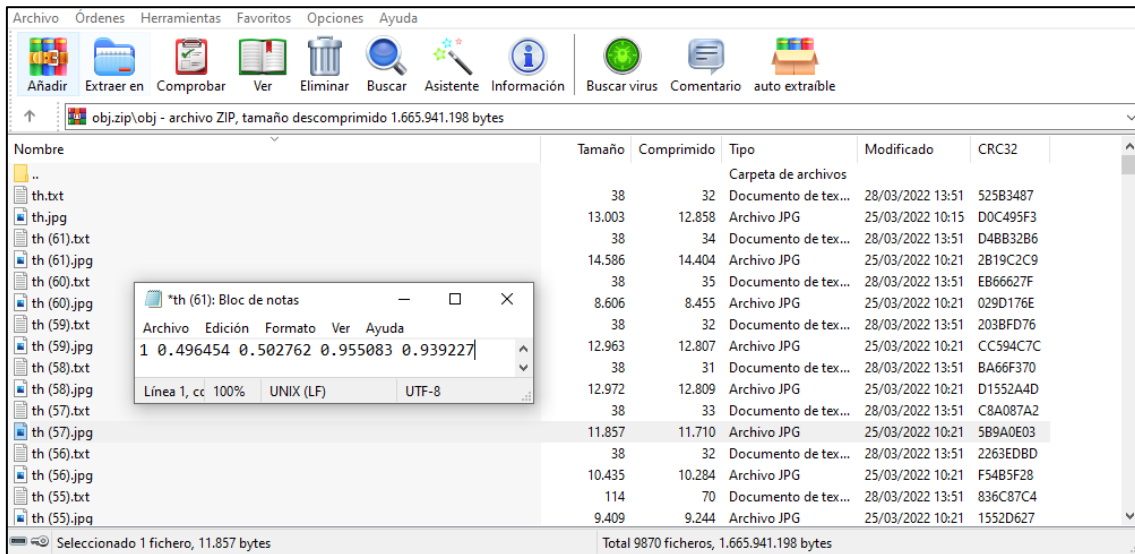 Archivo Órdenes Herramientas Favoritos Opciones Ayuda
Añadir Extraer en Comprobar Ver Eliminar Buscar Asistente Información Buscar virus Comentario auto extraíble
obj.zip\obj - archivo ZIP, tamaño descomprimido 1.665.941.198 bytes
Nombre Tamaño Comprimido Tipo Modificado CRC32
.. Carpeta de archivos
th.txt 38 32 Documento de tex... 28/03/2022 13:51 525B3487
th.jpg 13.003 12.858 Archivo JPG 25/03/2022 10:15 D0C495F3
th (61).txt 38 34 Documento de tex... 28/03/2022 13:51 D4BB32B6
th (61).jpg 14.586 14.404 Archivo JPG 25/03/2022 10:21 2B19C2C9
th (60).txt 38 35 Documento de tex... 28/03/2022 13:51 EB66627F
th (60).jpg 8.606 8.455 Archivo JPG 25/03/2022 10:21 029D176E
th (59).txt 38 32 Documento de tex... 28/03/2022 13:51 203BFD76
th (59).jpg 12.963 12.807 Archivo JPG 25/03/2022 10:21 CC594C7C
th (58).txt 38 31 Documento de tex... 28/03/2022 13:51 BA66F370
th (58).jpg 12.972 12.809 Archivo JPG 25/03/2022 10:21 D1552A4D
th (57).txt 38 33 Documento de tex... 28/03/2022 13:51 C8A087A2
th (57).jpg 11.857 11.710 Archivo JPG 25/03/2022 10:21 5B9A0E03
th (56).txt 38 32 Documento de tex... 28/03/2022 13:51 2263EDBD
th (56).jpg 10.435 10.284 Archivo JPG 25/03/2022 10:21 F54B5F28
th (55).txt 114 70 Documento de tex... 28/03/2022 13:51 836C87C4
th (55).jpg 9.409 9.244 Archivo JPG 25/03/2022 10:21 1552D627
*th (61): Bloc de notas
Archivo Edición Formato Ver Ayuda
1 0.496454 0.502762 0.955083 0.939227
Línea 1, cc 100% UNIX (LF) UTF-8
Seleccionado 1 fichero, 11.857 bytes Total 9870 ficheros, 1.665.941.198 bytes